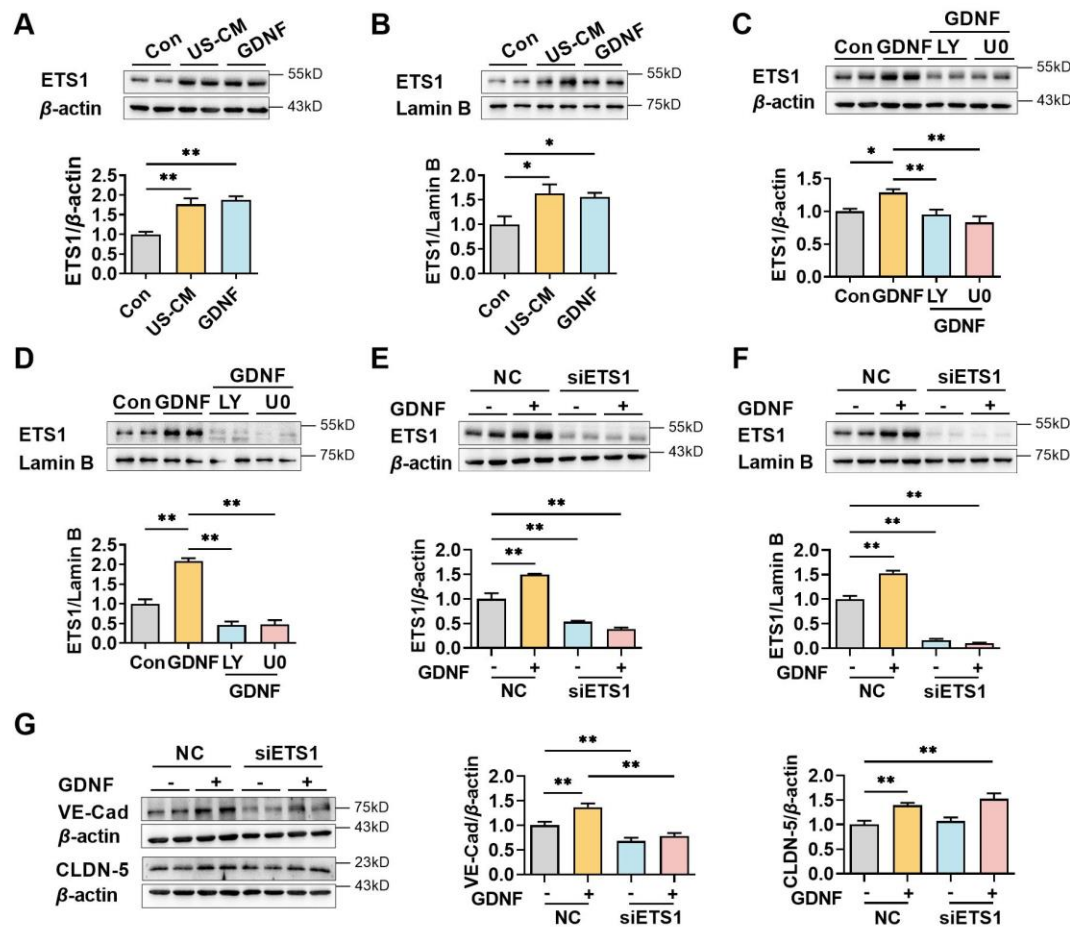 A
Con US-CM GDNF
ETS1 55kD
β-actin 43kD
**
**
ETS1/β-actin
2.5
2.0
1.5
1.0
0.5
0.0
Con US-CM GDNF
B
Con US-CM GDNF
ETS1 55kD
Lamin B 75kD
*
*
ETS1/Lamin B
2.5
2.0
1.5
1.0
0.5
0.0
Con US-CM GDNF
C
GDNF
Con GDNF LY U0
ETS1 55kD
β-actin 43kD
**
* **
ETS1/β-actin
1.5
1.0
0.5
0.0
Con GDNF LY U0
GDNF
D
GDNF
Con GDNF LY U0
ETS1 55kD
Lamin B 75kD
** **
**
ETS1/Lamin B
2.5
2.0
1.5
1.0
0.5
0.0
Con GDNF LY U0
GDNF
E
NC siETS1
GDNF - + - +
ETS1 55kD
β-actin 43kD
**
**
**
ETS1/β-actin
2.0
1.5
1.0
0.5
0.0
GDNF - + - +
NC siETS1
F
NC siETS1
GDNF - + - +
ETS1 55kD
Lamin B 75kD
**
**
**
ETS1/Lamin B
2.0
1.5
1.0
0.5
0.0
GDNF - + - +
NC siETS1
G
NC siETS1
GDNF - + - +
VE-Cad 75kD
β-actin 43kD
CLDN-5 23kD
β-actin 43kD
**
** **
VE-Cad/β-actin
2.0
1.5
1.0
0.5
0.0
GDNF - + - +
NC siETS1
**
**
CLDN-5/β-actin
2.0
1.5
1.0
0.5
0.0
GDNF - + - +
NC siETS1